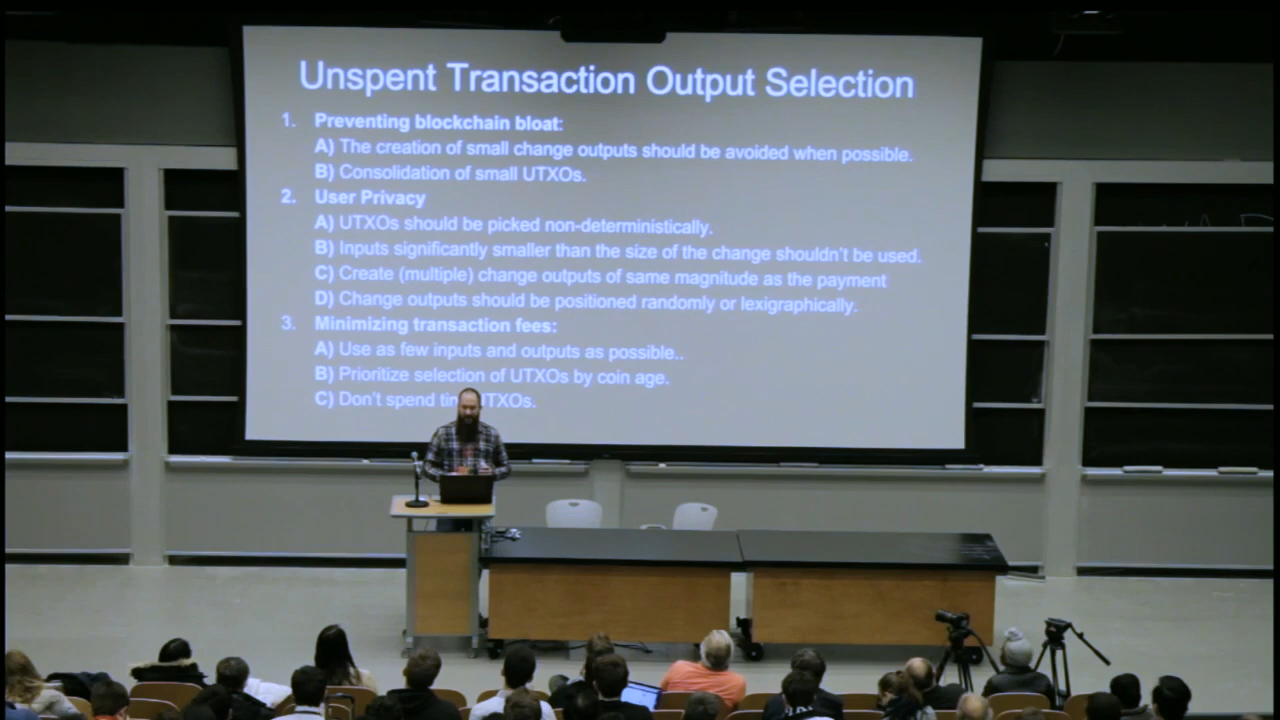 Unspent Transaction Output Selection
1. Preventing blockchain bloat:
A) The creation of small change outputs should be avoided when possible.
B) Consolidation of small UTXOs.
2. User Privacy
A) UTXOs should be picked non-deterministically.
B) Inputs significantly smaller than the size of the change shouldn't be used.
C) Create (multiple) change outputs of same magnitude as the payment
D) Change outputs should be positioned randomly or lexigraphically.
3. Minimizing transaction fees:
A) Use as few inputs and outputs as possible..
B) Prioritize selection of UTXOs by coin age.
C) Don't spend UTXOs.